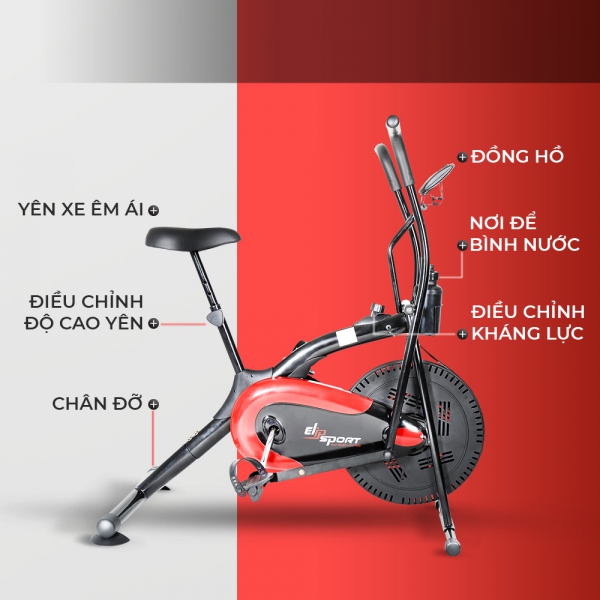 ĐỒNG HỒ
YÊN XE ÊM ÁI
NƠI ĐỂ
BÌNH NƯỚC
ĐIỀU CHỈNH
ĐỘ CAO YÊN
ĐIỀU CHỈNH
KHÁNG LỰC
CHÂN ĐỠ
Elip
SPORT